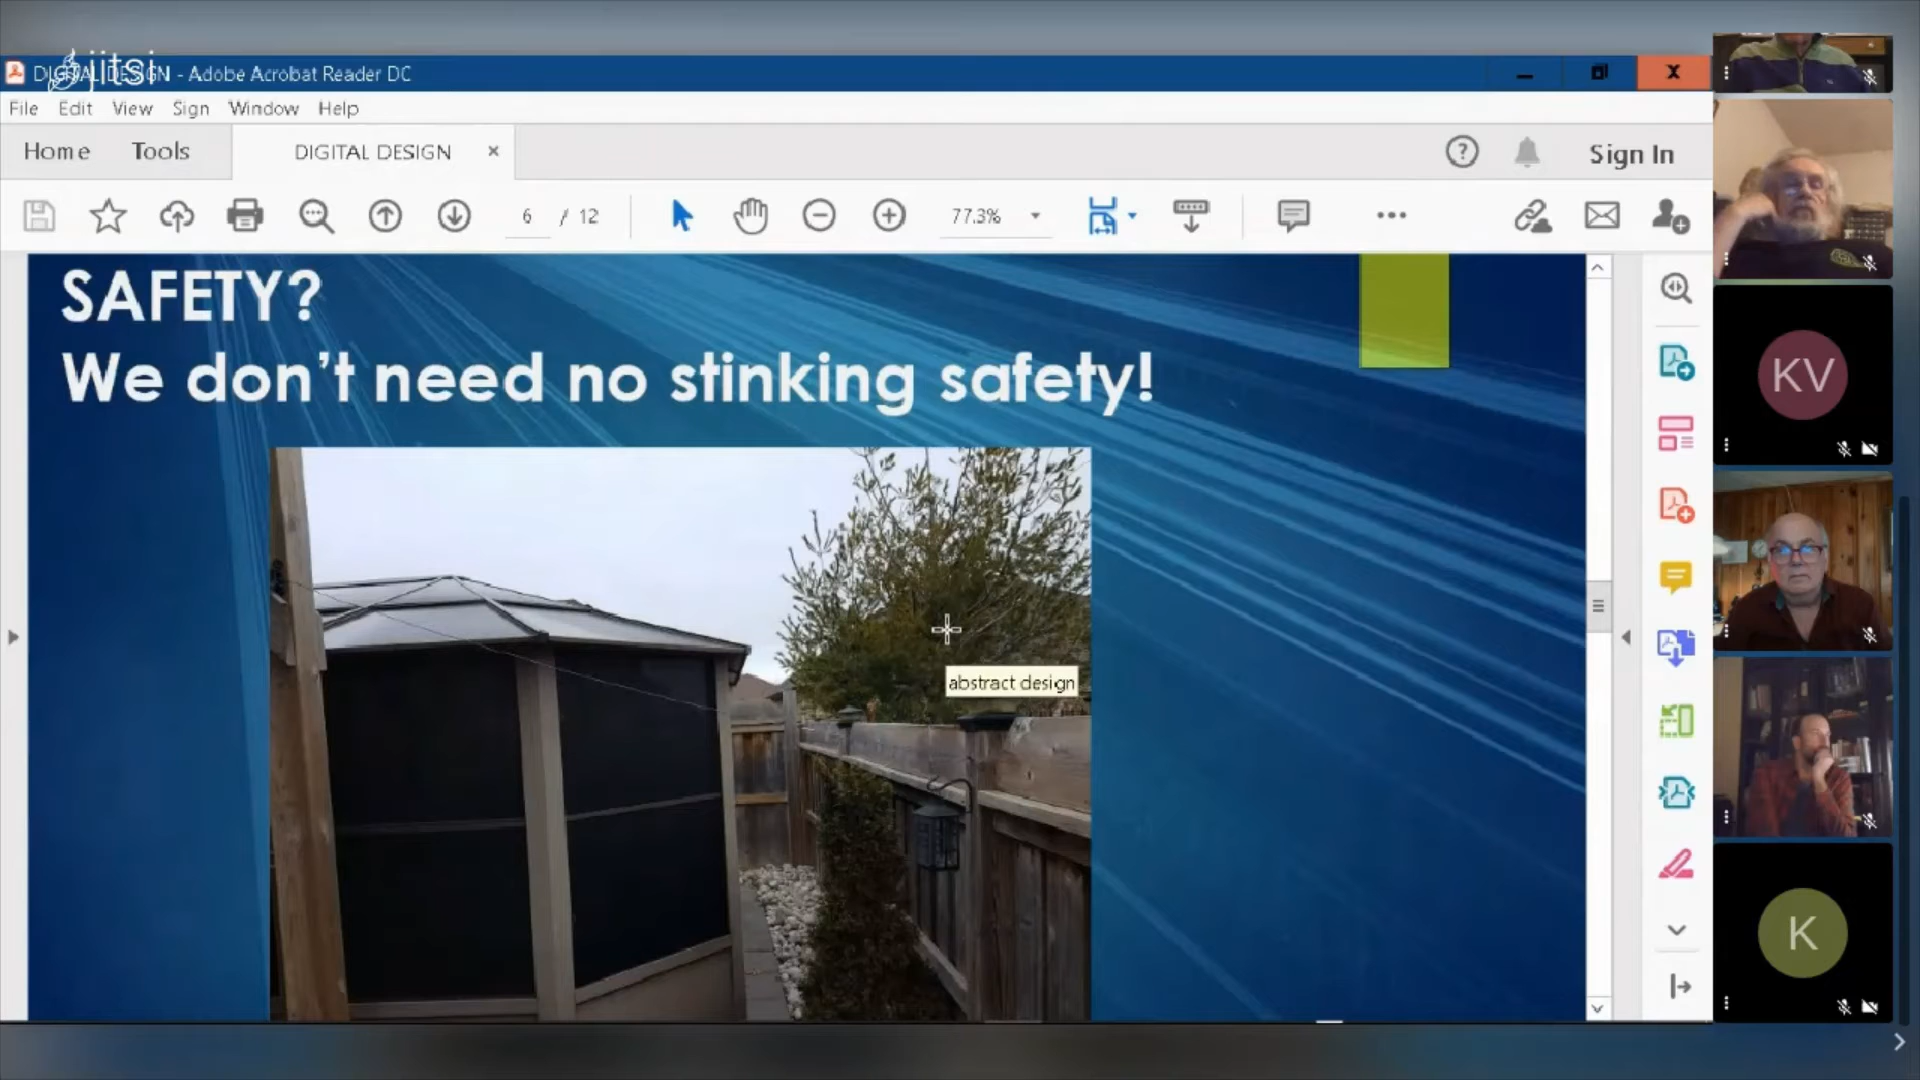 jitsi
DIGITAL DESIGN - Adobe Acrobat Reader DC
File Edit View Sign Window Help
Home Tools DIGITAL DESIGN Sign In
6 / 12 77.3%
SAFETY?
We don't need no stinking safety!
abstract design
KV
K